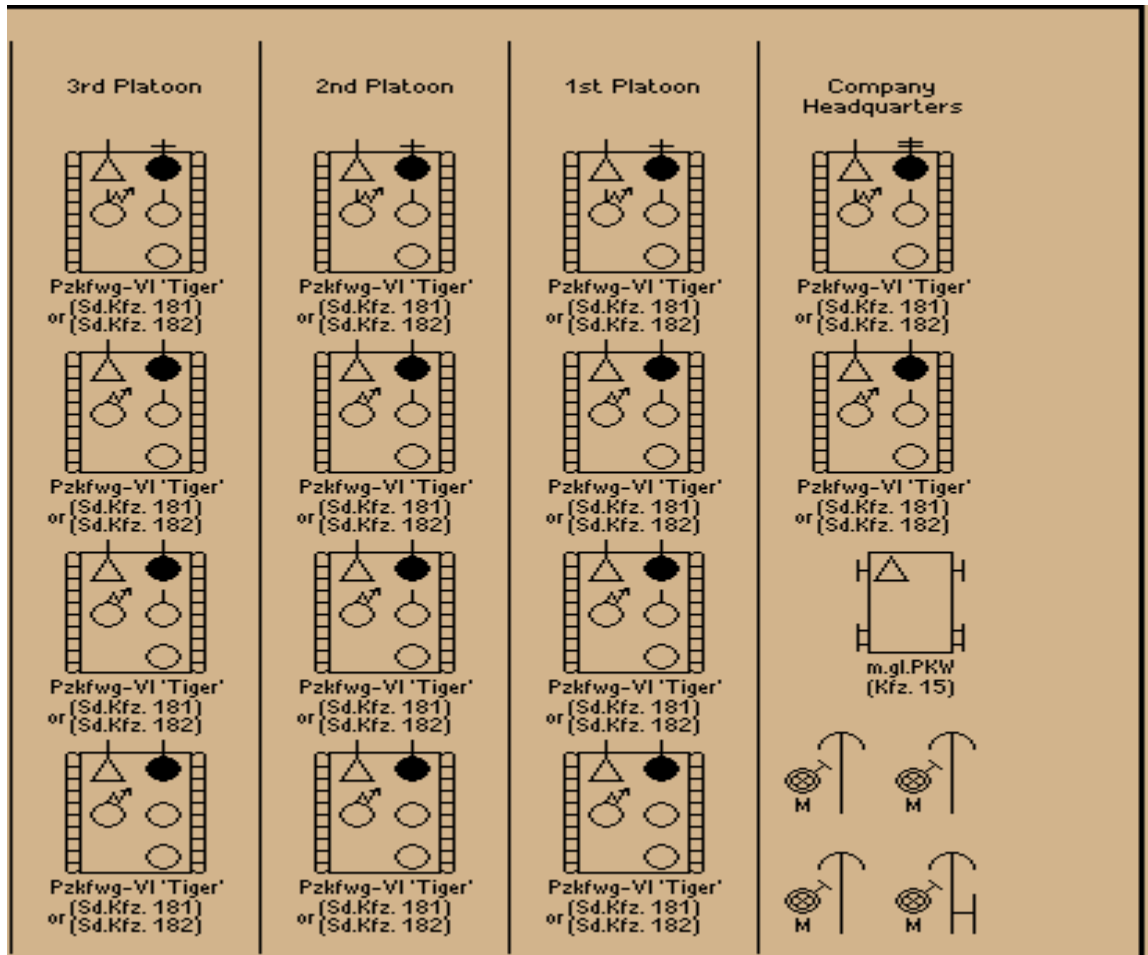 3rd Platoon
Pzkfwg-VI 'Tiger'
(Sd.Kfz. 181)
or (Sd.Kfz. 182)
Pzkfwg-VI 'Tiger'
(Sd.Kfz. 181)
or (Sd.Kfz. 182)
Pzkfwg-VI 'Tiger'
(Sd.Kfz. 181)
or (Sd.Kfz. 182)
Pzkfwg-VI 'Tiger'
(Sd.Kfz. 181)
or (Sd.Kfz. 182)
2nd Platoon
Pzkfwg-VI 'Tiger'
(Sd.Kfz. 181)
or (Sd.Kfz. 182)
Pzkfwg-VI 'Tiger'
(Sd.Kfz. 181)
or (Sd.Kfz. 182)
Pzkfwg-VI 'Tiger'
(Sd.Kfz. 181)
or (Sd.Kfz. 182)
Pzkfwg-VI 'Tiger'
(Sd.Kfz. 181)
or (Sd.Kfz. 182)
1st Platoon
Pzkfwg-VI 'Tiger'
(Sd.Kfz. 181)
or (Sd.Kfz. 182)
Pzkfwg-VI 'Tiger'
(Sd.Kfz. 181)
or (Sd.Kfz. 182)
Pzkfwg-VI 'Tiger'
(Sd.Kfz. 181)
or (Sd.Kfz. 182)
Pzkfwg-VI 'Tiger'
(Sd.Kfz. 181)
or (Sd.Kfz. 182)
Company
Headquarters
Pzkfwg-VI 'Tiger'
(Sd.Kfz. 181)
or (Sd.Kfz. 182)
Pzkfwg-VI 'Tiger'
(Sd.Kfz. 181)
or (Sd.Kfz. 182)
m.gl.PKW
(Kfz. 15)
M M
M M